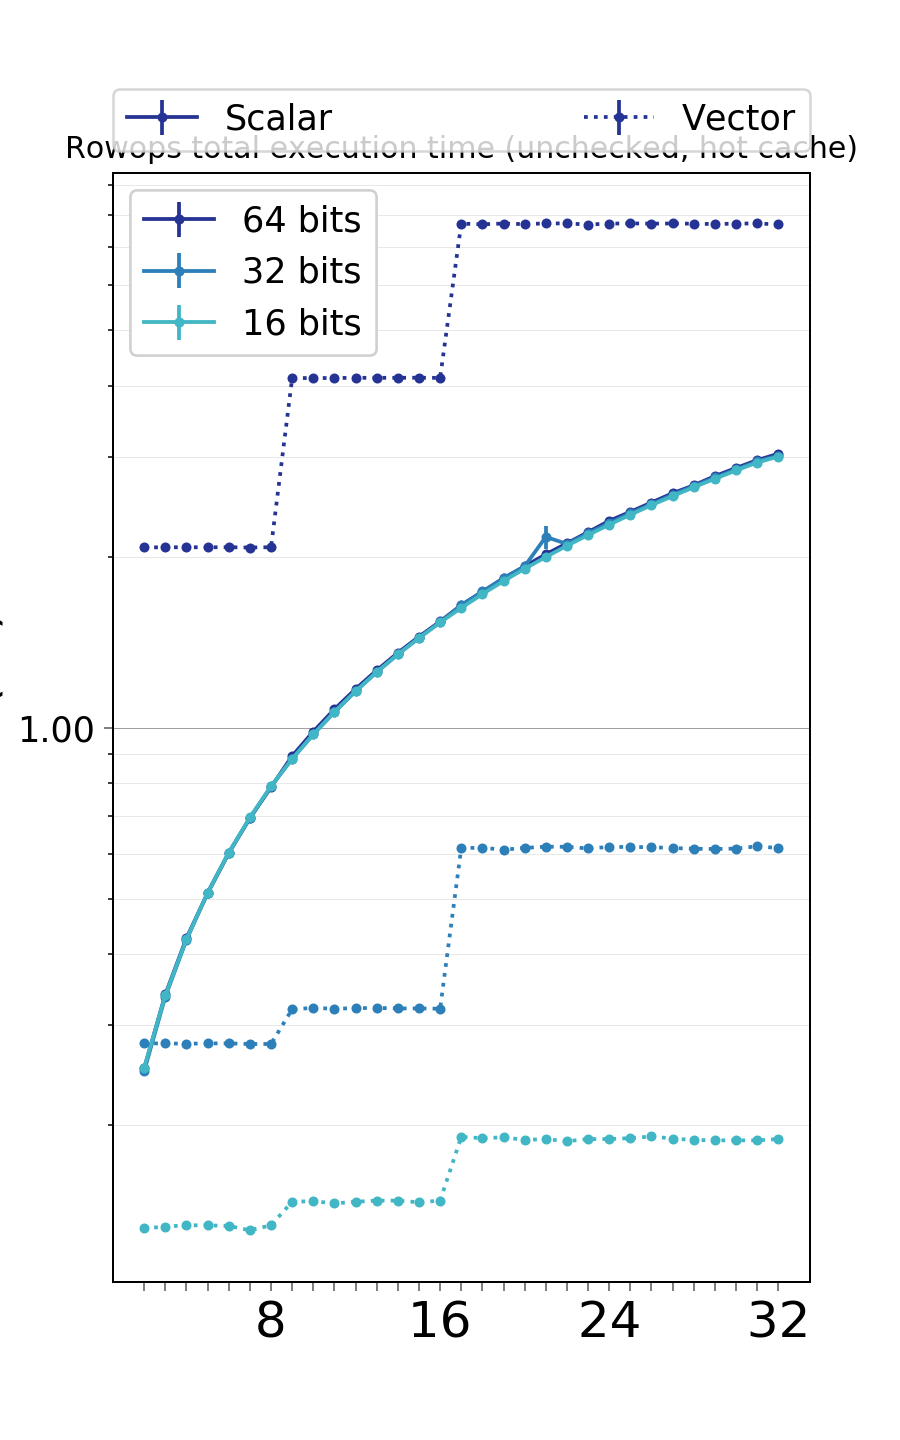 Scalar Vector
Rowops total execution time (unchecked, hot cache)
64 bits
32 bits
16 bits
1.00
8 16 24 32